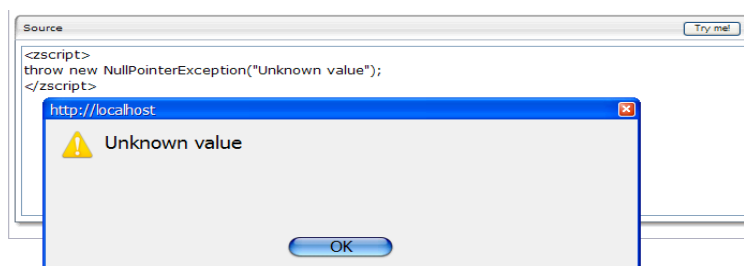 Source
Try me!
<zscript>
throw new NullPointerException("Unknown value");
</zscript>
http://localhost
Unknown value
OK